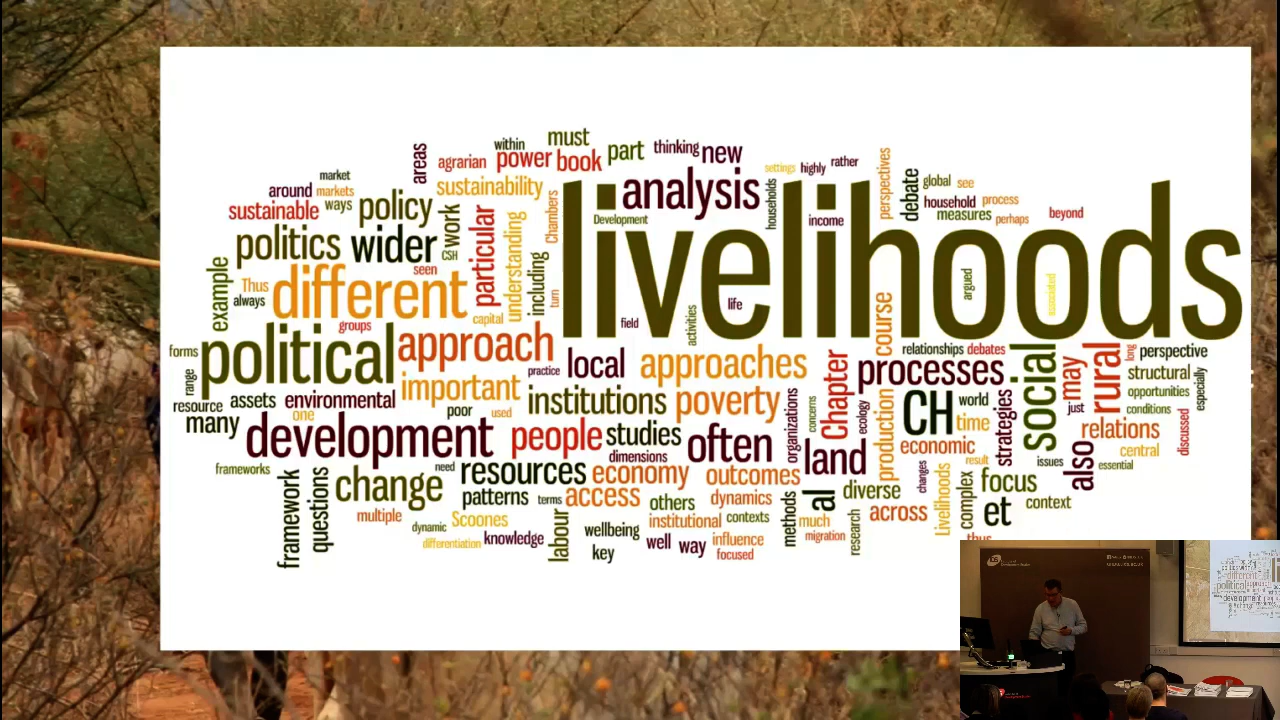 within
must
areas
agrarian
power
book
part
thinking
new
settings
highly
rather
perspectives
debate
global
see
market
around
markets
ways
sustainable
policy
sustainability
work
CSH
Chambers
analysis
Development
households
income
household
process
measures
perhaps
beyond
politics
wider
seen
particular
understanding
including
turn
livelihoods
example
Thus
always
different
capital
groups
field
activities
life
argued
associated
course
forms
political
approach
practice
local
approaches
relationships
debates
processes
social
may
long
rural
perspective
structural
opportunities
especially
range
resource
assets
environmental
important
institutions
poverty
organizations
concerns
Chapter
ecology
production
CH
world
time
strategies
just
conditions
relations
discussed
many
one
poor
used
development
people
studies
dimensions
often
land
economic
result
also
central
essential
issues
frameworks
framework
questions
change
need
resources
economy
outcomes
changes
Livelihoods
complex
focus
patterns
terms
access
others
dynamics
methods
al
diverse
across
et
context
multiple
dynamic
Scoones
differentiation
knowledge
labour
wellbeing
key
institutional
contexts
well
way
influence
focused
much
migration
research
thus